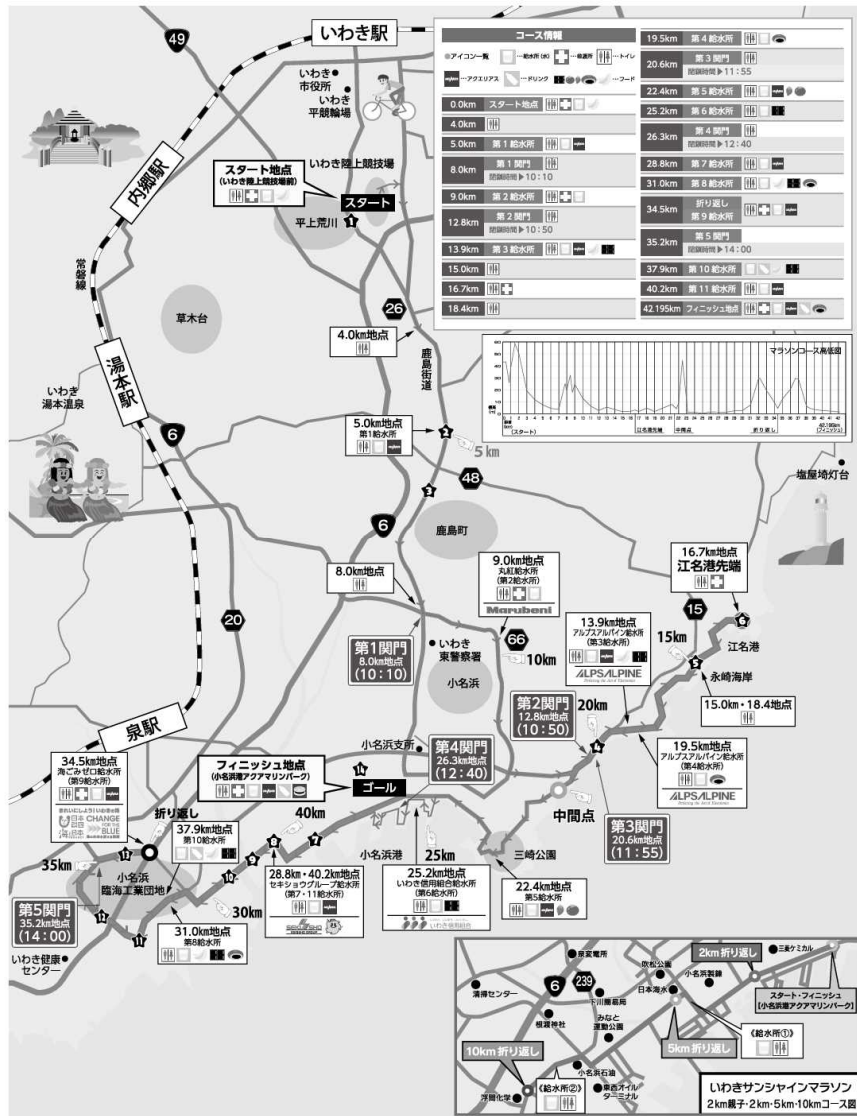 49
いわき駅
いわき
市役所
いわき
平競輪場
内郷駅
いわき陸上競技場
スタート地点
(いわき陸上競技場前)
スタート
平上荒川
1
常磐線
草木台
26
4.0km地点
鹿島街道
湯本駅
いわき
湯本温泉
6
5.0km地点
第1給水所
2
5km
48
3
6
鹿島町
塩屋埼灯台
コース情報
●アイコン一覧
…給水所(水)
…救護所
…トイレ
…アクエリアス
…ドリンク
…フード
0.0km スタート地点
4.0km
5.0km 第1給水所
8.0km 第1関門
閉鎖時間▶10:10
9.0km 第2給水所
12.8km 第2関門
閉鎖時間▶10:50
13.9km 第3給水所
15.0km
16.7km
18.4km
19.5km 第4給水所
20.6km 第3関門
閉鎖時間▶11:55
22.4km 第5給水所
25.2km 第6給水所
26.3km 第4関門
閉鎖時間▶12:40
28.8km 第7給水所
31.0km 第8給水所
34.5km 折り返し
第9給水所
35.2km 第5関門
閉鎖時間▶14:00
37.9km 第10給水所
40.2km 第11給水所
42.195km フィニッシュ地点
マラソンコース高低図
(スタート)
江名港先端
中間点
折り返し
42.195km
(フィニッシュ)
8.0km地点
9.0km地点
丸紅給水所
(第2給水所)
Marubeni
20
第1関門
8.0km地点
(10:10)
いわき
東警察署
66
10km
小名浜
16.7km地点
江名港先端
15
6
江名港
15km
13.9km地点
アルプスアルパイン給水所
(第3給水所)
ALPSALPINE
5
永崎海岸
15.0km・18.4地点
第2関門
12.8km地点
(10:50)
20km
4
19.5km地点
アルプスアルパイン給水所
(第4給水所)
ALPSALPINE
第3関門
20.6km地点
(11:55)
泉駅
小名浜支所
第4関門
26.3km地点
(12:40)
フィニッシュ地点
(小名浜港アクアマリンパーク)
14
ゴール
34.5km地点
海ごみゼロ給水所
(第9給水所)
CHANGE
FOR THE
BLUE
折り返し
37.9km地点
第10給水所
40km
中間点
三崎公園
小名浜港
25km
35km
13
小名浜
臨海工業団地
8
7
9
10
30km
28.8km・40.2km地点
セキショウグループ給水所
(第7・11給水所)
SEKISHO
25.2km地点
いわき信用組合給水所
(第6給水所)
いわき信用組合
22.4km地点
第5給水所
第5関門
35.2km地点
(14:00)
12
11
31.0km地点
第8給水所
いわき健康
センター
泉変電所
2km折り返し
三菱ケミカル
6
239
吹松公園
小名浜製錬
清掃センター
下川簡易局
日本海水
スタート・フィニッシュ
[小名浜港アクアマリンパーク]
根渡神社
みなと
運動公園
《給水所①》
5km折り返し
10km折り返し
小名浜石油
《給水所②》
東西オイル
ターミナル
浮間化学
いわきサンシャインマラソン
2km親子・2km・5km・10kmコース図